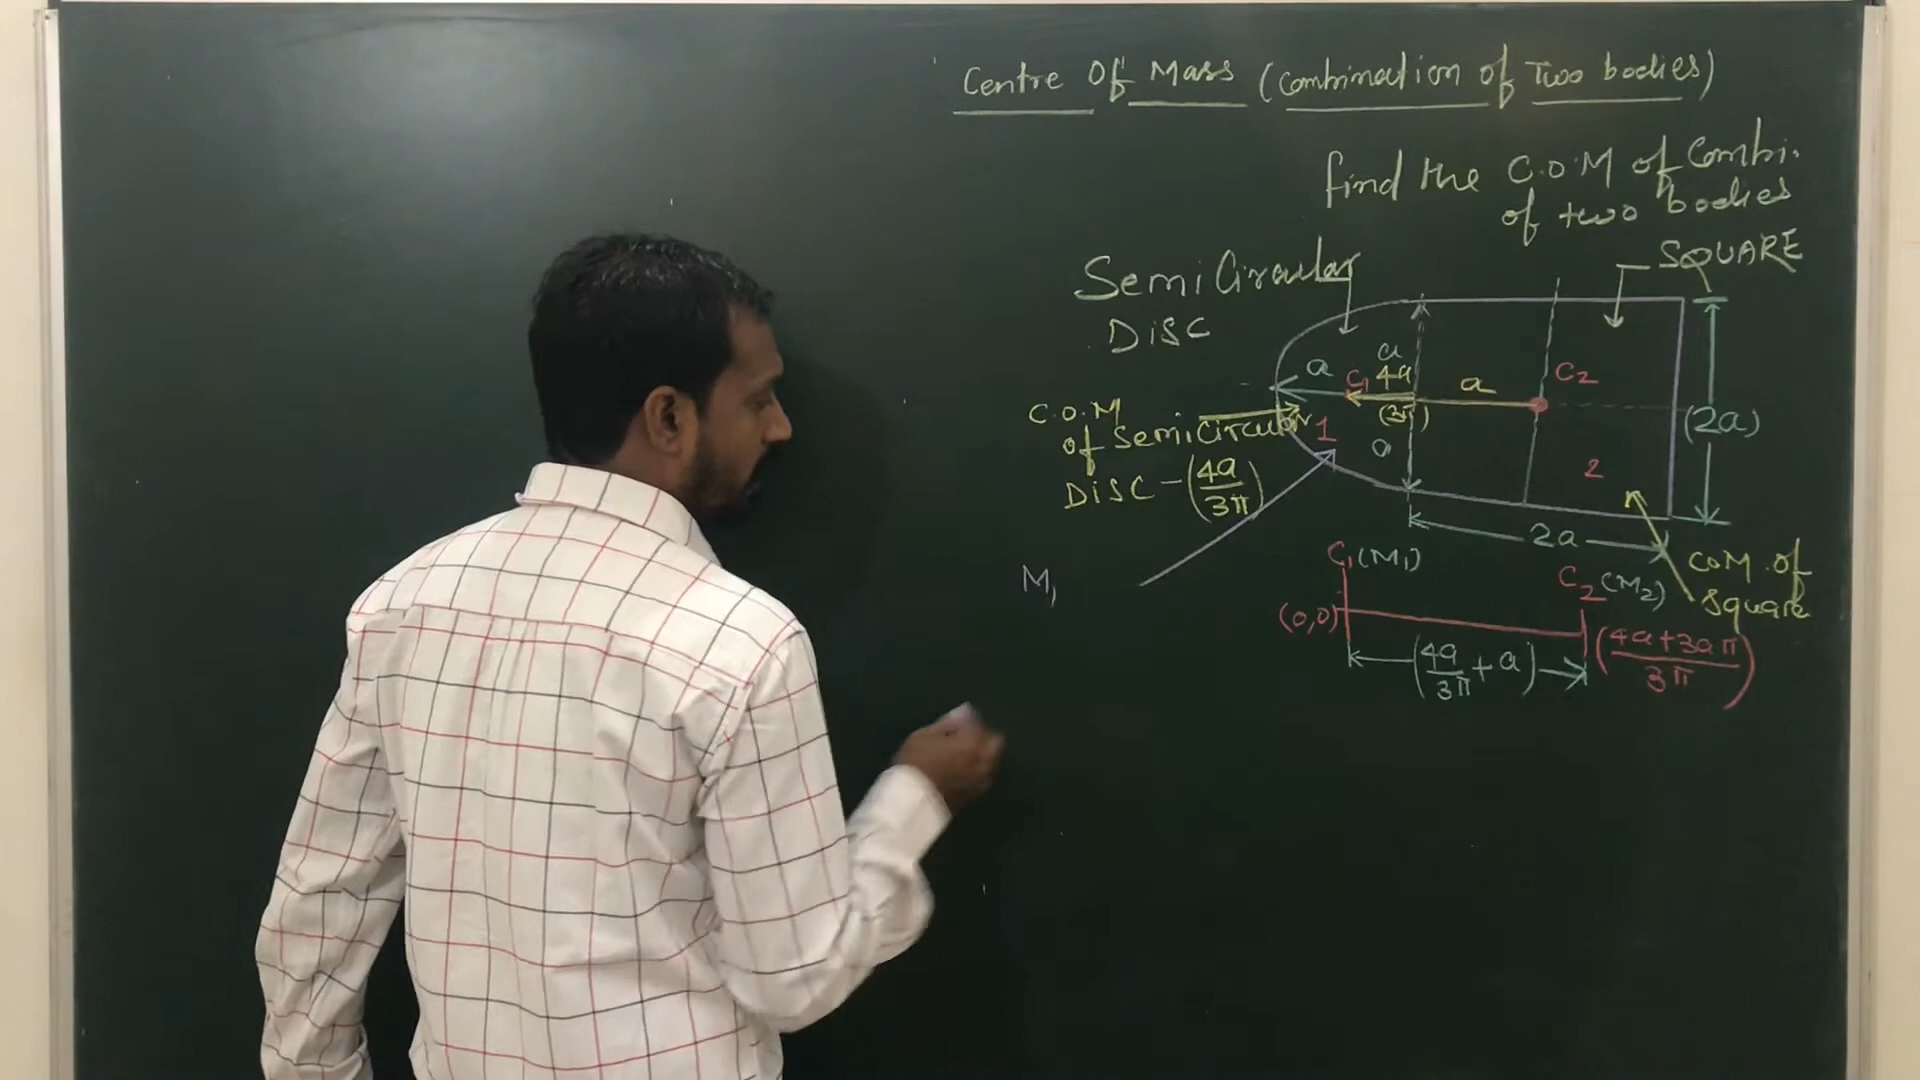 Centre Of Mass (Combination of Two bodies)
find the C.O.M of Combi.
of two bodies
SQUARE
SemiCircular
DiSC
a
a
4a
(3π)
C1
a
C2
(2a)
C.O.M
of Semicircular
DiSC - (4a/3π)
1
a
2
2a
COM of
Square
C1(M1)
C2(M2)
M1
(0,0)
(4a/3π + a)
(4a+3aπ/3π)